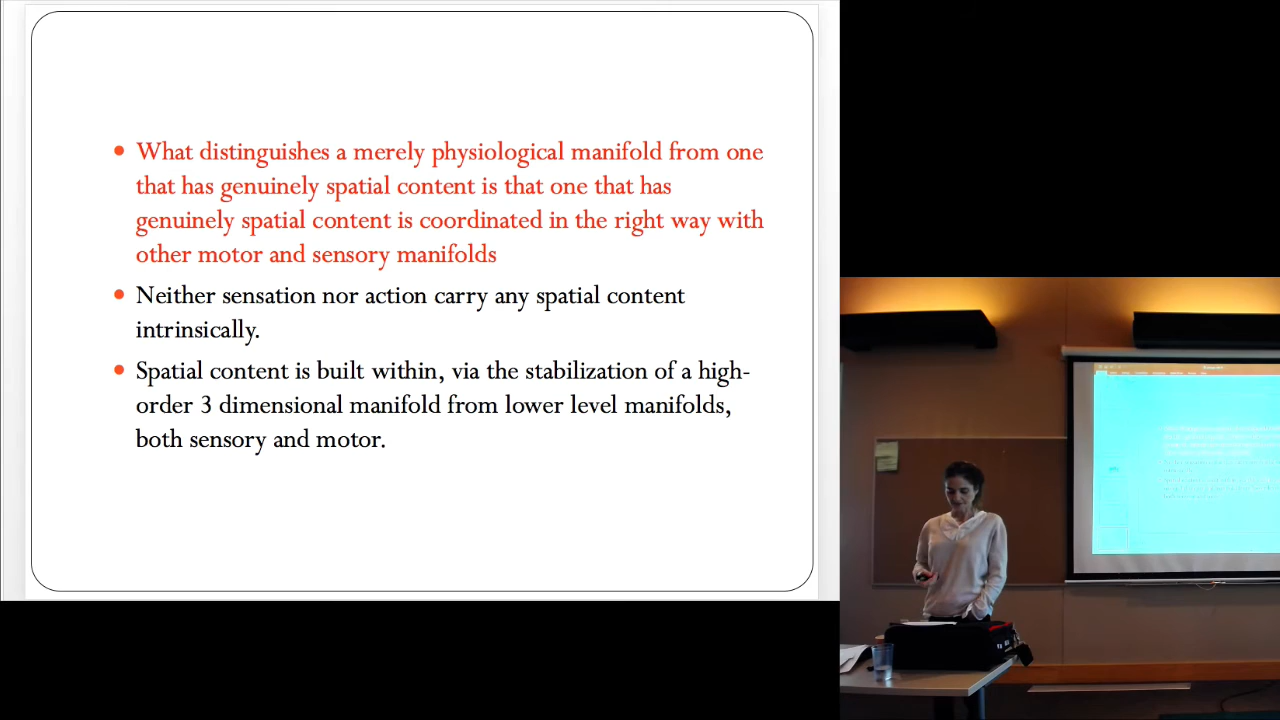 What distinguishes a merely physiological manifold from one
that has genuinely spatial content is that one that has
genuinely spatial content is coordinated in the right way with
other motor and sensory manifolds
Neither sensation nor action carry any spatial content
intrinsically.
Spatial content is built within, via the stabilization of a high-
order 3 dimensional manifold from lower level manifolds,
both sensory and motor.